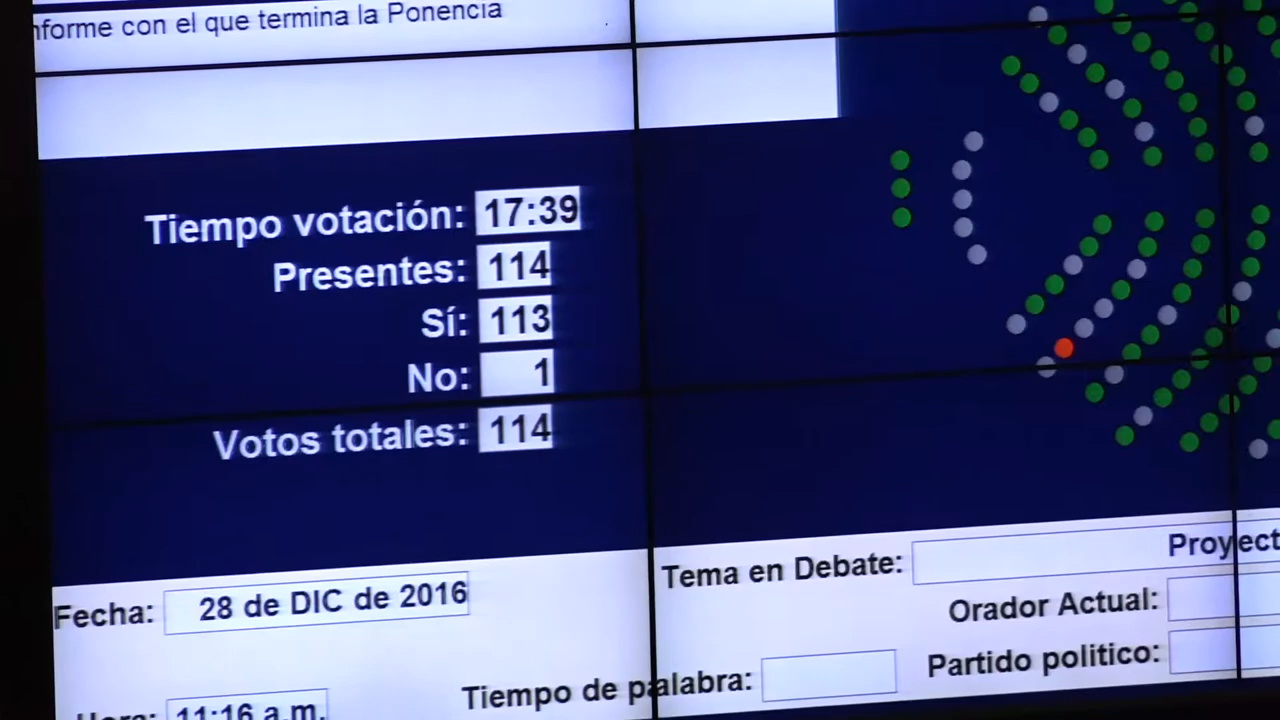 nforme con el que termina la Ponencia
Tiempo votación: 17:39
Presentes: 114
Sí: 113
No: 1
Votos totales: 114
Fecha: 28 de DIC de 2016
Hora: 11:16 a.m.
Tema en Debate: Proyect
Orador Actual:
Tiempo de palabra:
Partido politico: